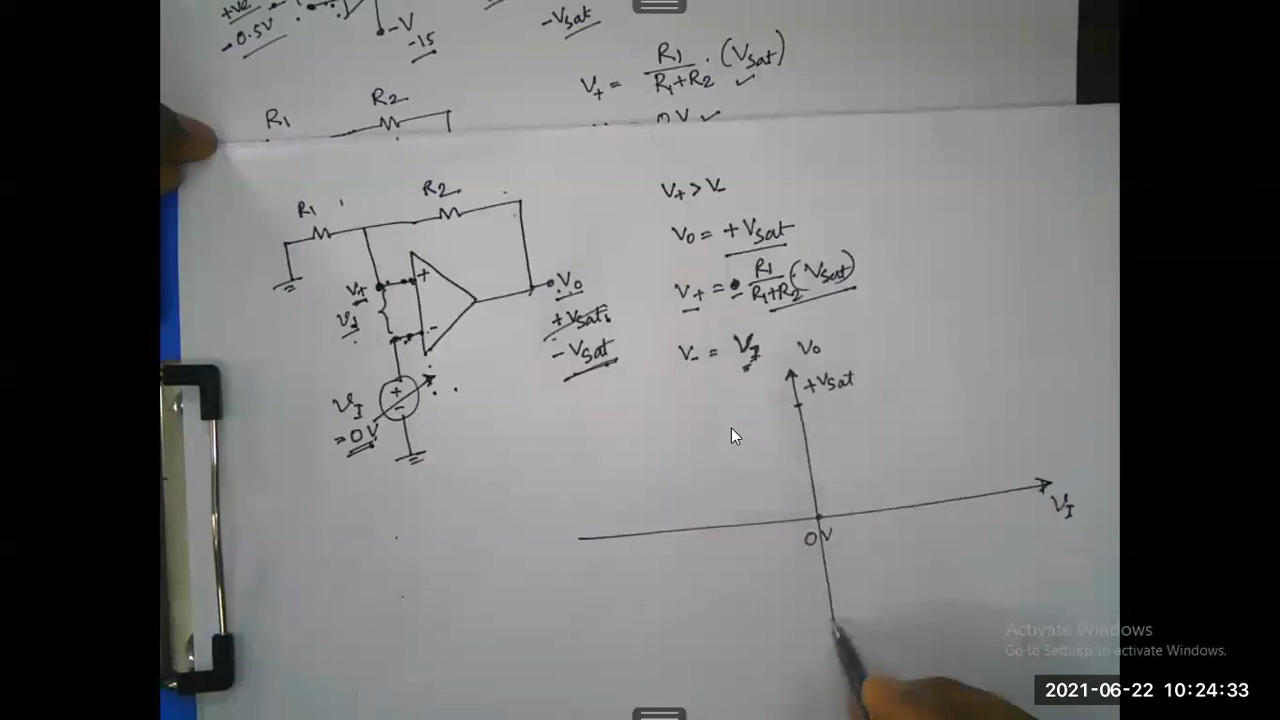 +ve
-0.5V
-V
-15
-Vsat
V+ = R1/R1+R2 · (Vsat) ✓
0V ✓
R1
R2
R1
R2
V+
Vd
+
-
Vo
+Vsat
-Vsat
VI
= 0V
+
-
V+ > V-
Vo = +Vsat
V+ = R1/R1+R2 (Vsat)
V- = VI
Vo
+Vsat
VI
0V
Activate Windows
Go to Settings to activate Windows.
2021-06-22 10:24:33